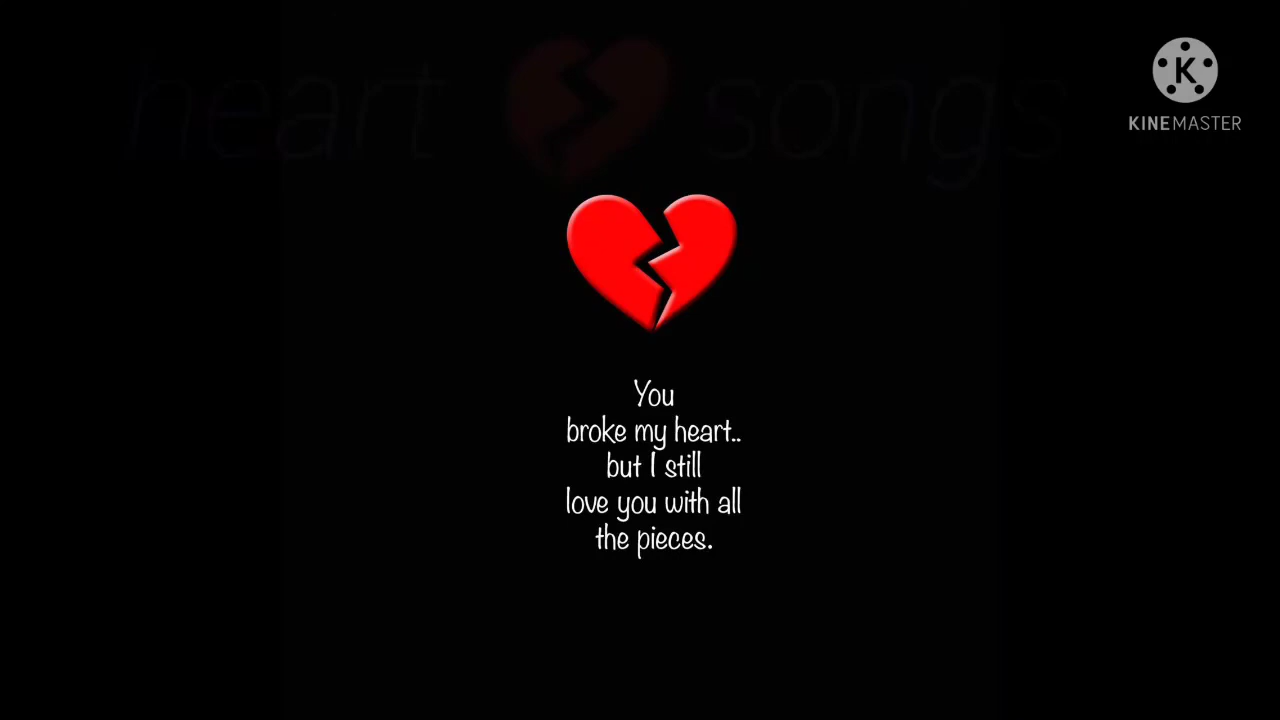 heart songs
KINEMASTER
You
broke my heart..
but I still
love you with all
the pieces.